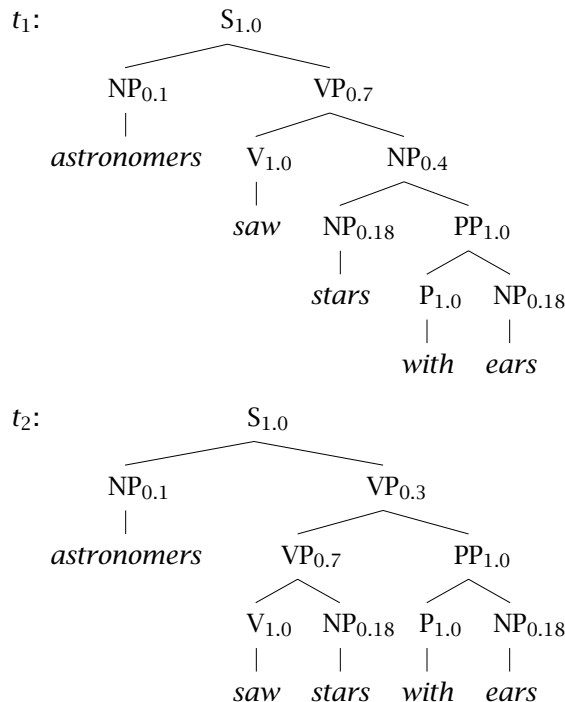 t₁: S₁.₀
NP₀.₁ VP₀.₇
astronomers V₁.₀ NP₀.₄
saw NP₀.₁₈ PP₁.₀
stars P₁.₀ NP₀.₁₈
with ears
t₂: S₁.₀
NP₀.₁ VP₀.₃
astronomers VP₀.₇ PP₁.₀
V₁.₀ NP₀.₁₈ P₁.₀ NP₀.₁₈
saw stars with ears